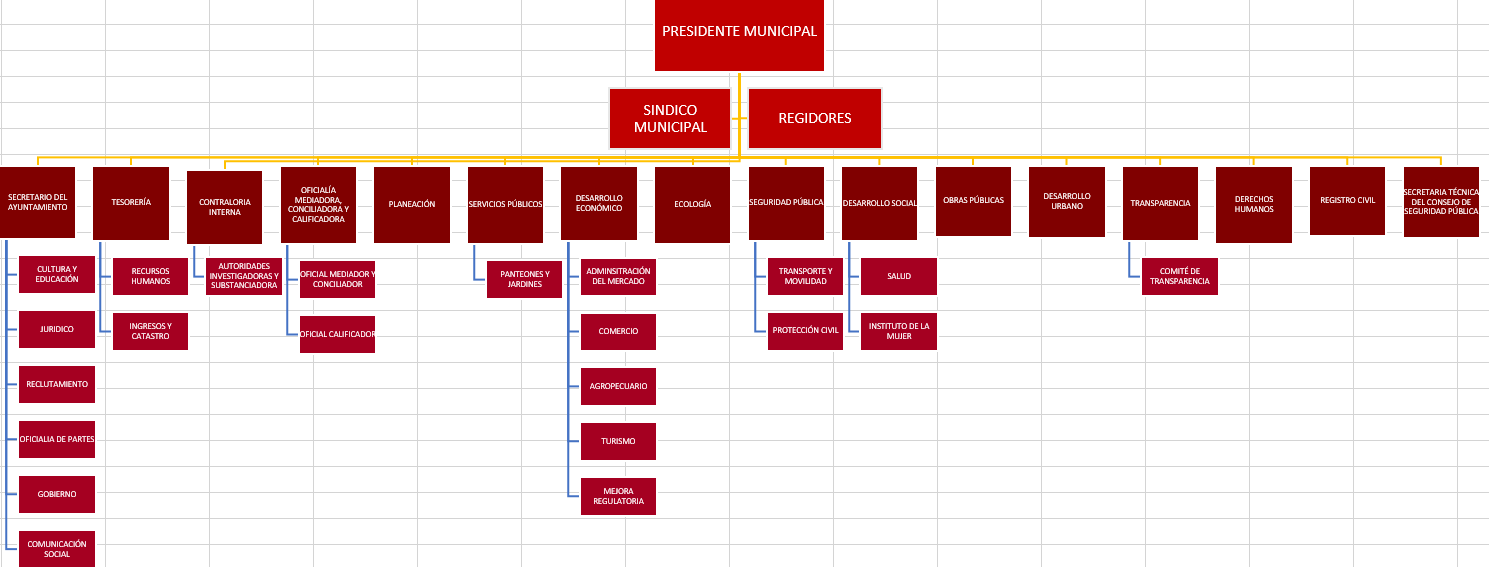 PRESIDENTE MUNICIPAL
SINDICO
MUNICIPAL
REGIDORES
SECRETARIO DEL
AYUNTAMIENTO
TESORERÍA
CONTRALORIA
INTERNA
OFICIALÍA
MEDIADORA,
CONCILIADORA Y
CALIFICADORA
PLANEACIÓN
SERVICIOS PÚBLICOS
DESARROLLO
ECONÓMICO
ECOLOGÍA
SEGURIDAD PÚBLICA
DESARROLLO SOCIAL
OBRAS PÚBLICAS
DESARROLLO
URBANO
TRANSPARENCIA
DERECHOS
HUMANOS
REGISTRO CIVIL
SECRETARIA TÉCNICA
DEL CONSEJO DE
SEGURIDAD PÚBLICA
CULTURA Y
EDUCACIÓN
JURIDICO
RECLUTAMIENTO
OFICIALIA DE PARTES
GOBIERNO
COMUNICACIÓN
SOCIAL
RECURSOS
HUMANOS
INGRESOS Y
CATASTRO
AUTORIDADES
INVESTIGADORAS Y
SUBSTANCIADORA
OFICIAL MEDIADOR Y
CONCILIADOR
OFICIAL CALIFICADOR
PANTEONES Y
JARDINES
ADMINSITRACIÓN
DEL MERCADO
COMERCIO
AGROPECUARIO
TURISMO
MEJORA
REGULATORIA
TRANSPORTE Y
MOVILIDAD
PROTECCIÓN CIVIL
SALUD
INSTITUTO DE LA
MUJER
COMITÉ DE
TRANSPARENCIA